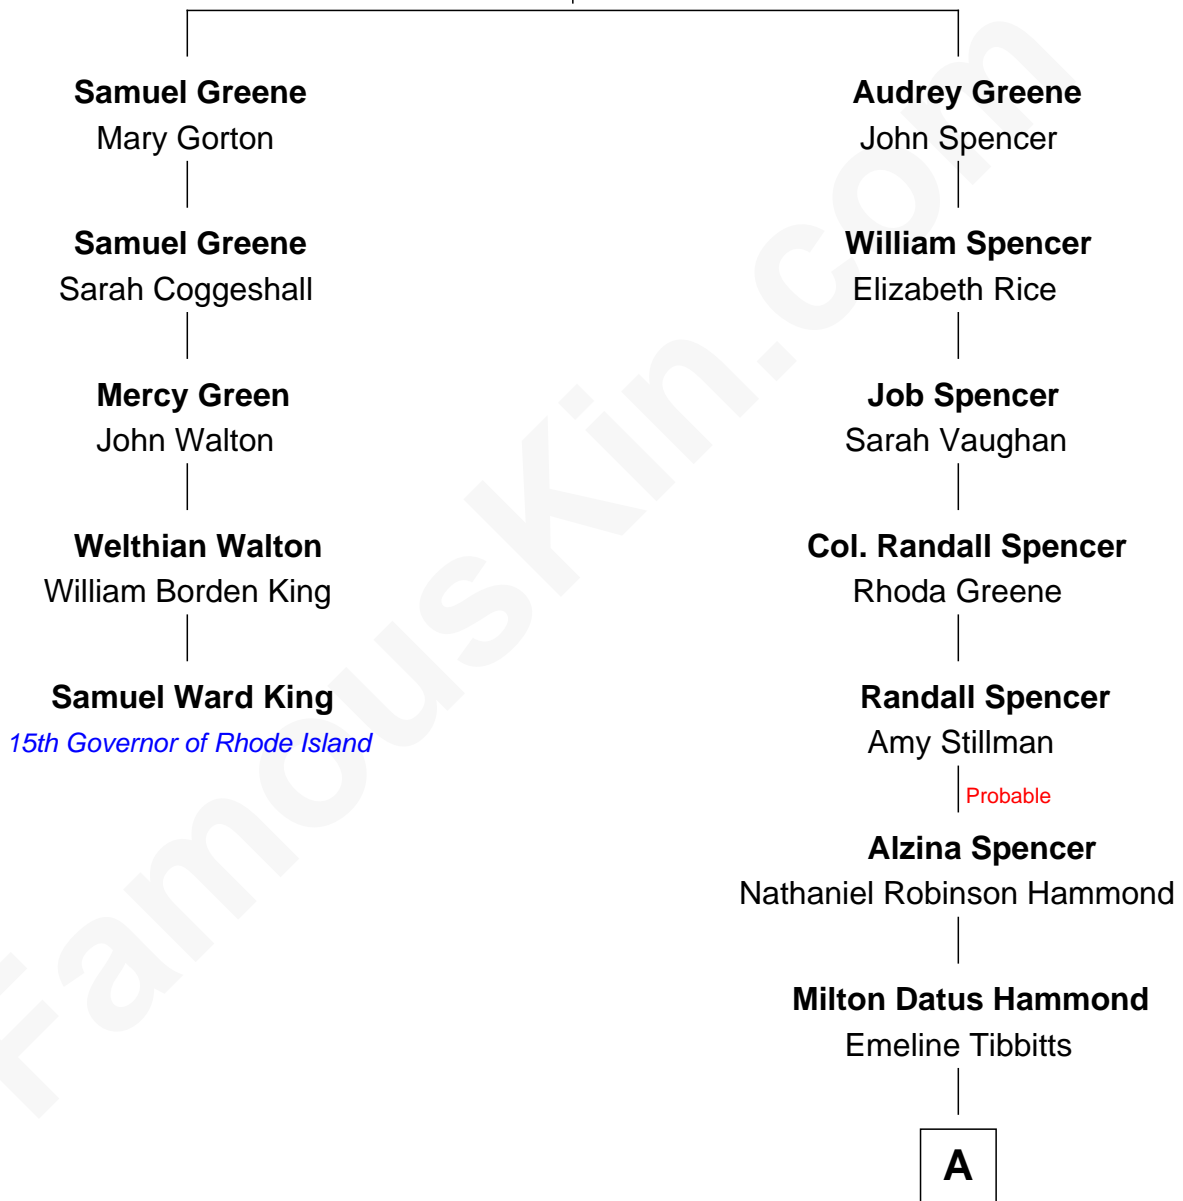 Samuel Greene
Mary Gorton
Samuel Greene
Sarah Coggeshall
Mercy Green
John Walton
Welthian Walton
William Borden King
Samuel Ward King
15th Governor of Rhode Island
Audrey Greene
John Spencer
William Spencer
Elizabeth Rice
Job Spencer
Sarah Vaughan
Col. Randall Spencer
Rhoda Greene
Randall Spencer
Amy Stillman
Probable
Alzina Spencer
Nathaniel Robinson Hammond
Milton Datus Hammond
Emeline Tibbitts
A
FamousKin.com